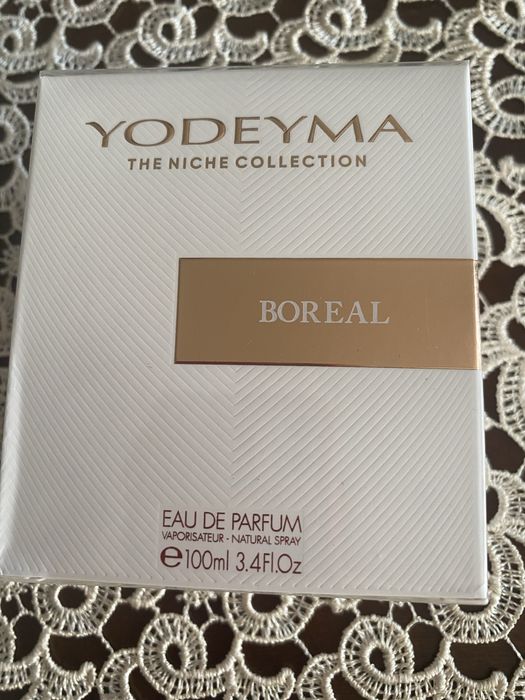 YODEYMA
THE NICHE COLLECTION
BOREAL
EAU DE PARFUM
VAPORISATEUR - NATURAL SPRAY
℮100ml 3.4Fl.Oz